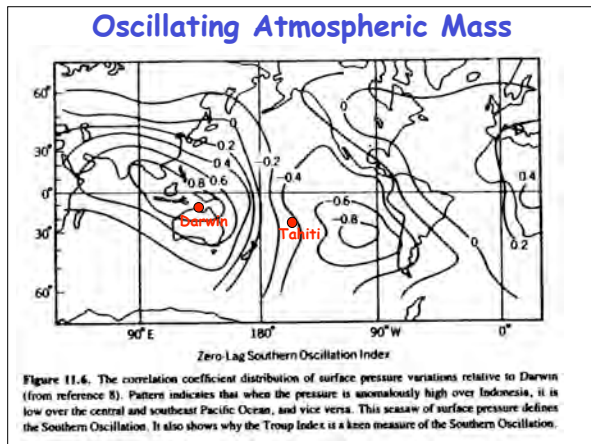 Oscillating Atmospheric Mass
60°
30°
0°
30°
60°
0
0.2
0.4
0.8
0.6
-0.2
-0.4
-0.6
-0.8
0
0
0.4
0.2
Darwin
Tahiti
90°E
180°
90°W
0°
Zero-Lag Southern Oscillation Index
Figure 11.6. The correlation coefficient distribution of surface pressure variations relative to Darwin
(from reference 8). Pattern indicates that when the pressure is anomalously high over Indonesia, it is
low over the central and southeast Pacific Ocean, and vice versa. This seasaw of surface pressure defines
the Southern Oscillation. It also shows why the Troup Index is a keen measure of the Southern Oscillation.